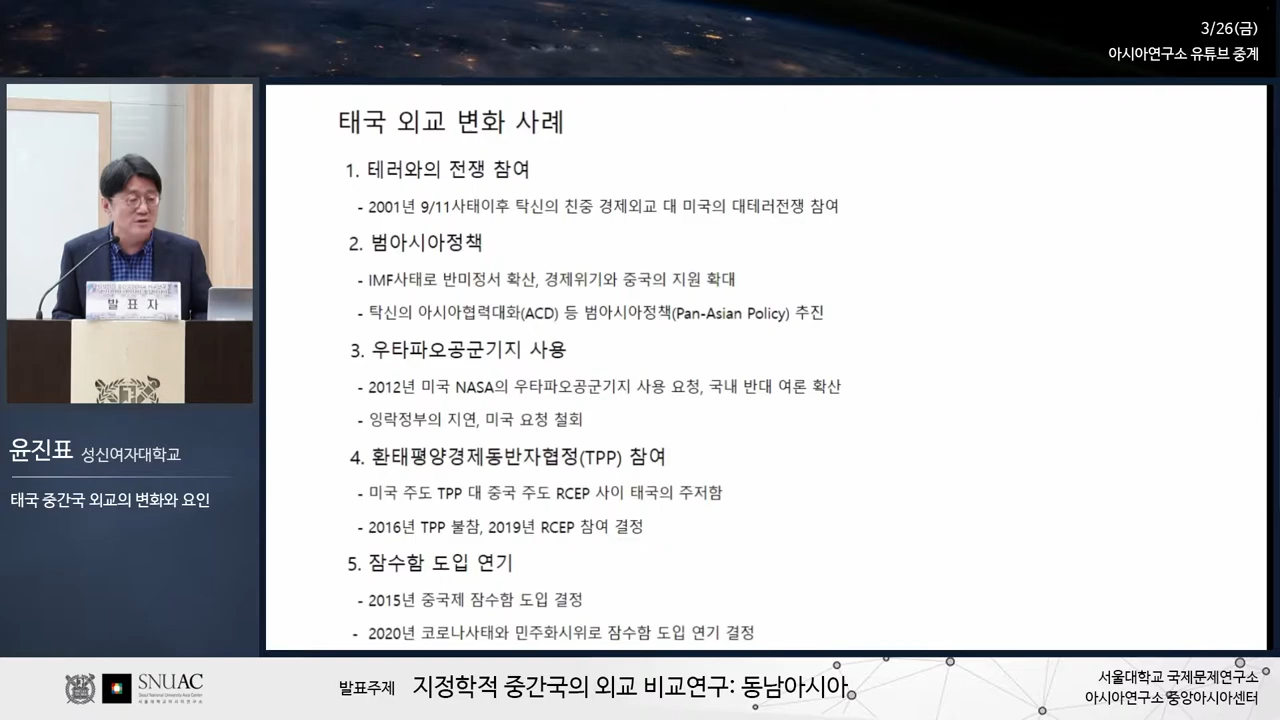 3/26(금)
아시아연구소 유튜브 중계
태국 외교 변화 사례
1. 테러와의 전쟁 참여
- 2001년 9/11사태이후 탁신의 친중 경제외교 대 미국의 대테러전쟁 참여
2. 범아시아정책
- IMF사태로 반미정서 확산, 경제위기와 중국의 지원 확대
- 탁신의 아시아협력대화(ACD) 등 범아시아정책(Pan-Asian Policy) 추진
3. 우타파오공군기지 사용
- 2012년 미국 NASA의 우타파오공군기지 사용 요청, 국내 반대 여론 확산
- 잉락정부의 지연, 미국 요청 철회
4. 환태평양경제동반자협정(TPP) 참여
- 미국 주도 TPP 대 중국 주도 RCEP 사이 태국의 주저함
- 2016년 TPP 불참, 2019년 RCEP 참여 결정
5. 잠수함 도입 연기
- 2015년 중국제 잠수함 도입 결정
- 2020년 코로나사태와 민주화시위로 잠수함 도입 연기 결정
발 표 자
윤진표 성신여자대학교
태국 중간국 외교의 변화와 요인
SNUAC
Seoul National University Asia Center
서울대학교아시아연구소
발표주제 지정학적 중간국의 외교 비교연구: 동남아시아
서울대학교 국제문제연구소
아시아연구소 중앙아시아센터